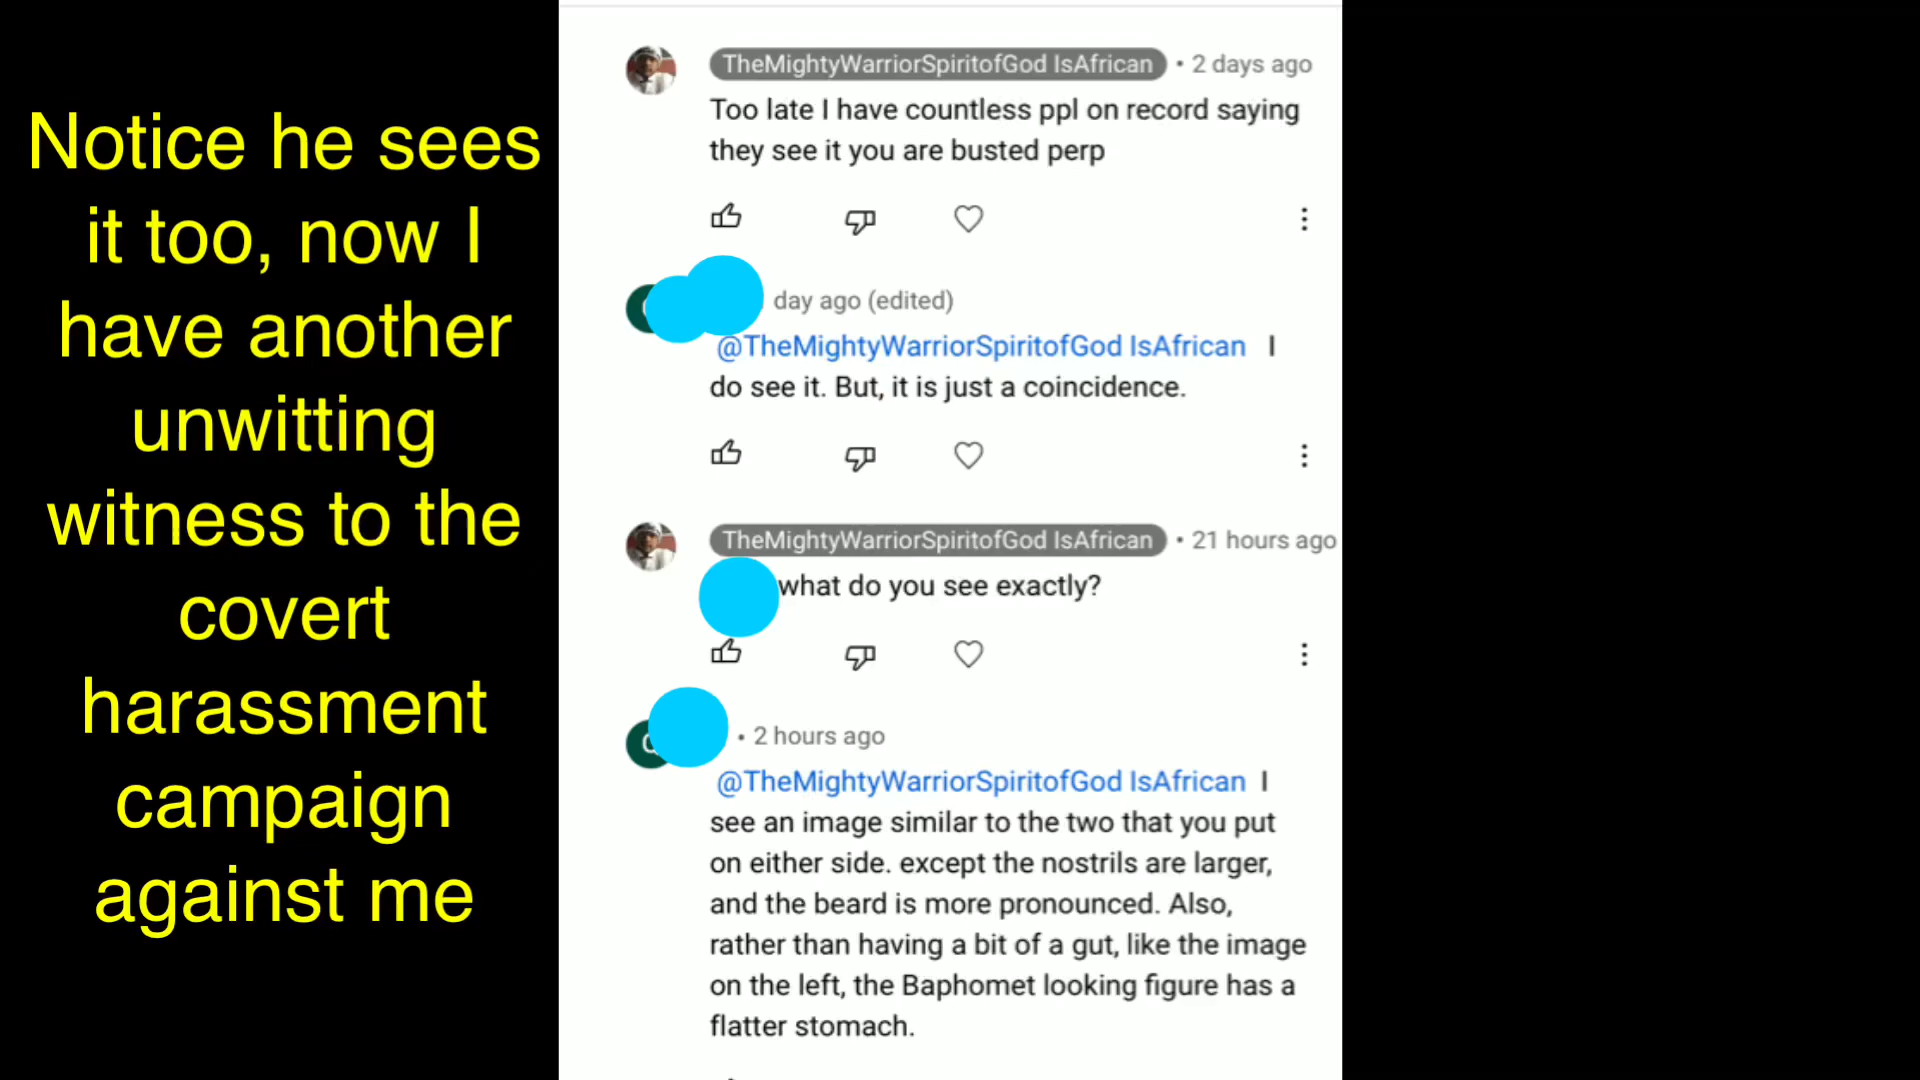 Notice he sees
it too, now I
have another
unwitting
witness to the
covert
harassment
campaign
against me
TheMightyWarriorSpiritofGod IsAfrican • 2 days ago
Too late I have countless ppl on record saying
they see it you are busted perp
day ago (edited)
@TheMightyWarriorSpiritofGod IsAfrican I
do see it. But, it is just a coincidence.
TheMightyWarriorSpiritofGod IsAfrican • 21 hours ago
what do you see exactly?
• 2 hours ago
@TheMightyWarriorSpiritofGod IsAfrican I
see an image similar to the two that you put
on either side. except the nostrils are larger,
and the beard is more pronounced. Also,
rather than having a bit of a gut, like the image
on the left, the Baphomet looking figure has a
flatter stomach.